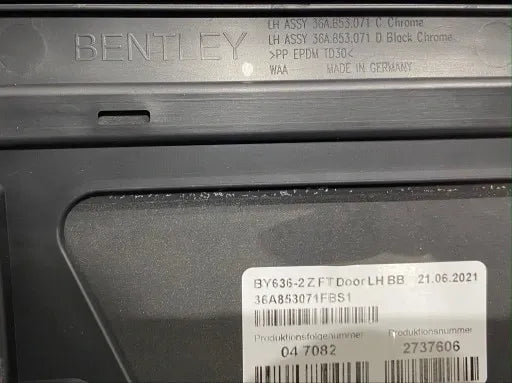 LH ASSY 36A.853.071 C Chrome
BENTLEY LH ASSY 36A.853.071 D Black Chrome
>PP EPDM TD30<
WAA MADE IN GERMANY
BY636-2 Z FT Door LH BB 21.06.2021
36A853071FBS1
Produktionsfolgenummer Produktionsnummer
04 7082 2737606